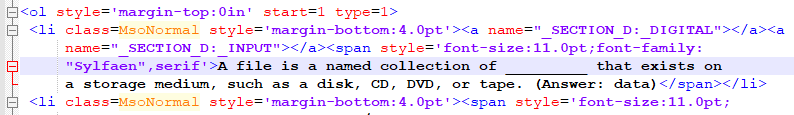 <ol style='margin-top:0in' start=1 type=1>
<li class=MsoNormal style='margin-bottom:4.0pt'><a name="_SECTION_D:_DIGITAL"></a><a
name="_SECTION_D:_INPUT"></a><span style='font-size:11.0pt;font-family:
"Sylfaen",serif'>A file is a named collection of _________ that exists on
a storage medium, such as a disk, CD, DVD, or tape. (Answer: data)</span></li>
<li class=MsoNormal style='margin-bottom:4.0pt'><span style='font-size:11.0pt;